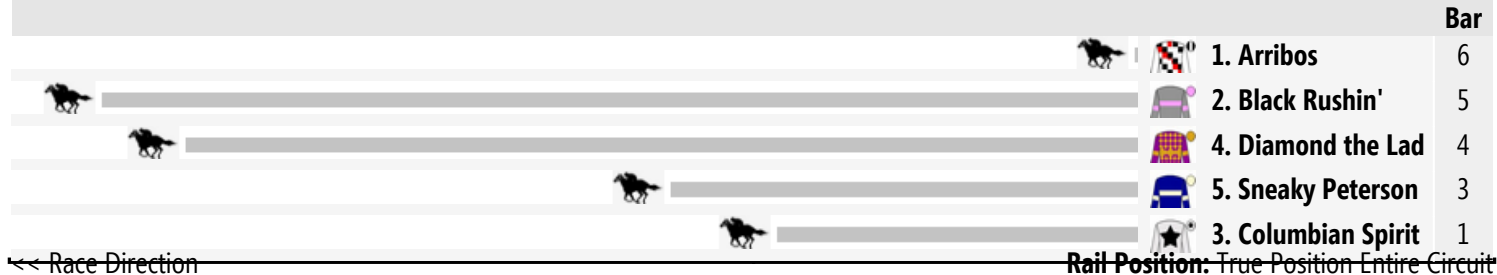 Bar
1. Arribos 6
2. Black Rushin' 5
4. Diamond the Lad 4
5. Sneaky Peterson 3
3. Columbian Spirit 1
<< Race Direction Rail Position: True Position Entire Circuit